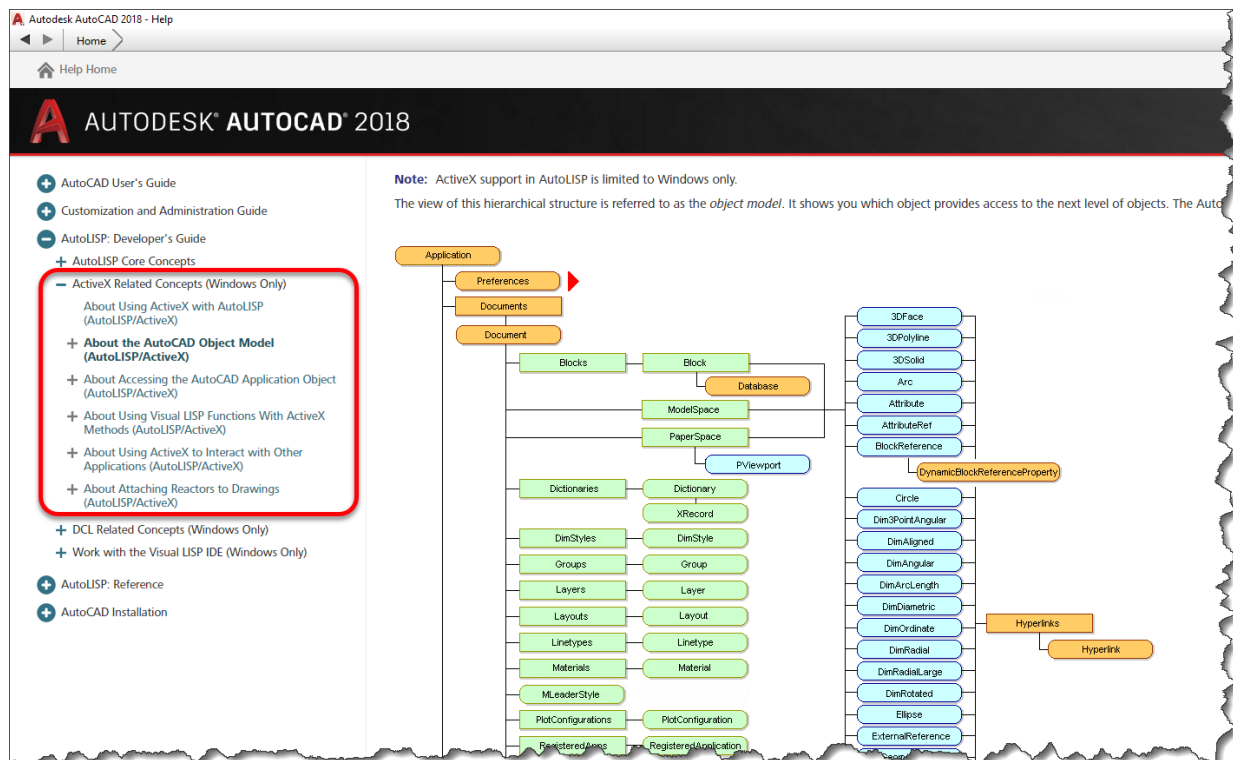 Autodesk AutoCAD 2018 - Help
Home
Help Home
AUTODESK® AUTOCAD® 2018
AutoCAD User's Guide
Customization and Administration Guide
AutoLISP: Developer's Guide
AutoLISP Core Concepts
ActiveX Related Concepts (Windows Only)
About Using ActiveX with AutoLISP
(AutoLISP/ActiveX)
About the AutoCAD Object Model
(AutoLISP/ActiveX)
About Accessing the AutoCAD Application Object
(AutoLISP/ActiveX)
About Using Visual LISP Functions With ActiveX
Methods (AutoLISP/ActiveX)
About Using ActiveX to Interact with Other
Applications (AutoLISP/ActiveX)
About Attaching Reactors to Drawings
(AutoLISP/ActiveX)
DCL Related Concepts (Windows Only)
Work with the Visual LISP IDE (Windows Only)
AutoLISP: Reference
AutoCAD Installation
Note: ActiveX support in AutoLISP is limited to Windows only.
The view of this hierarchical structure is referred to as the object model. It shows you which object provides access to the next level of objects. The Auto
Application
Preferences
Documents
Document
Blocks
Block
Database
ModelSpace
PaperSpace
PViewport
Dictionaries
Dictionary
XRecord
DimStyles
DimStyle
Groups
Group
Layers
Layer
Layouts
Layout
Linetypes
Linetype
Materials
Material
MLeaderStyle
PlotConfigurations
PlotConfiguration
RegisteredApps
RegisteredApplication
3DFace
3DPolyline
3DSolid
Arc
Attribute
AttributeRef
BlockReference
DynamicBlockReferenceProperty
Circle
Dim3PointAngular
DimAligned
DimAngular
DimArcLength
DimDiametric
DimOrdinate
DimRadial
DimRadialLarge
DimRotated
Ellipse
ExternalReference
Hyperlinks
Hyperlink